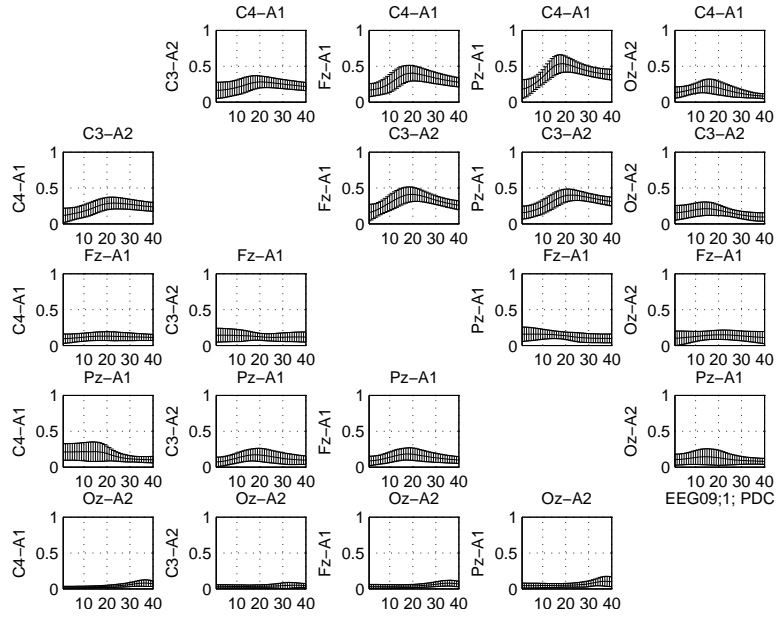 C4−A1 C4−A1 C4−A1 C4−A1
1 1 1 1
C3−A2 Fz−A1 Pz−A1 Oz−A2
0.5 0.5 0.5 0.5
0 0 0 0
10 20 30 40 10 20 30 40 10 20 30 40 10 20 30 40
C3−A2 C3−A2 C3−A2 C3−A2
1 1 1 1
C4−A1 Fz−A1 Pz−A1 Oz−A2
0.5 0.5 0.5 0.5
0 0 0 0
10 20 30 40 10 20 30 40 10 20 30 40 10 20 30 40
Fz−A1 Fz−A1 Fz−A1 Fz−A1
1 1 1 1
C4−A1 C3−A2 Pz−A1 Oz−A2
0.5 0.5 0.5 0.5
0 0 0 0
10 20 30 40 10 20 30 40 10 20 30 40 10 20 30 40
Pz−A1 Pz−A1 Pz−A1 Pz−A1
1 1 1 1
C4−A1 C3−A2 Fz−A1 Oz−A2
0.5 0.5 0.5 0.5
0 0 0 0
10 20 30 40 10 20 30 40 10 20 30 40 10 20 30 40
Oz−A2 Oz−A2 Oz−A2 Oz−A2 EEG09;1; PDC
1 1 1 1
C4−A1 C3−A2 Fz−A1 Pz−A1
0.5 0.5 0.5 0.5
0 0 0 0
10 20 30 40 10 20 30 40 10 20 30 40 10 20 30 40